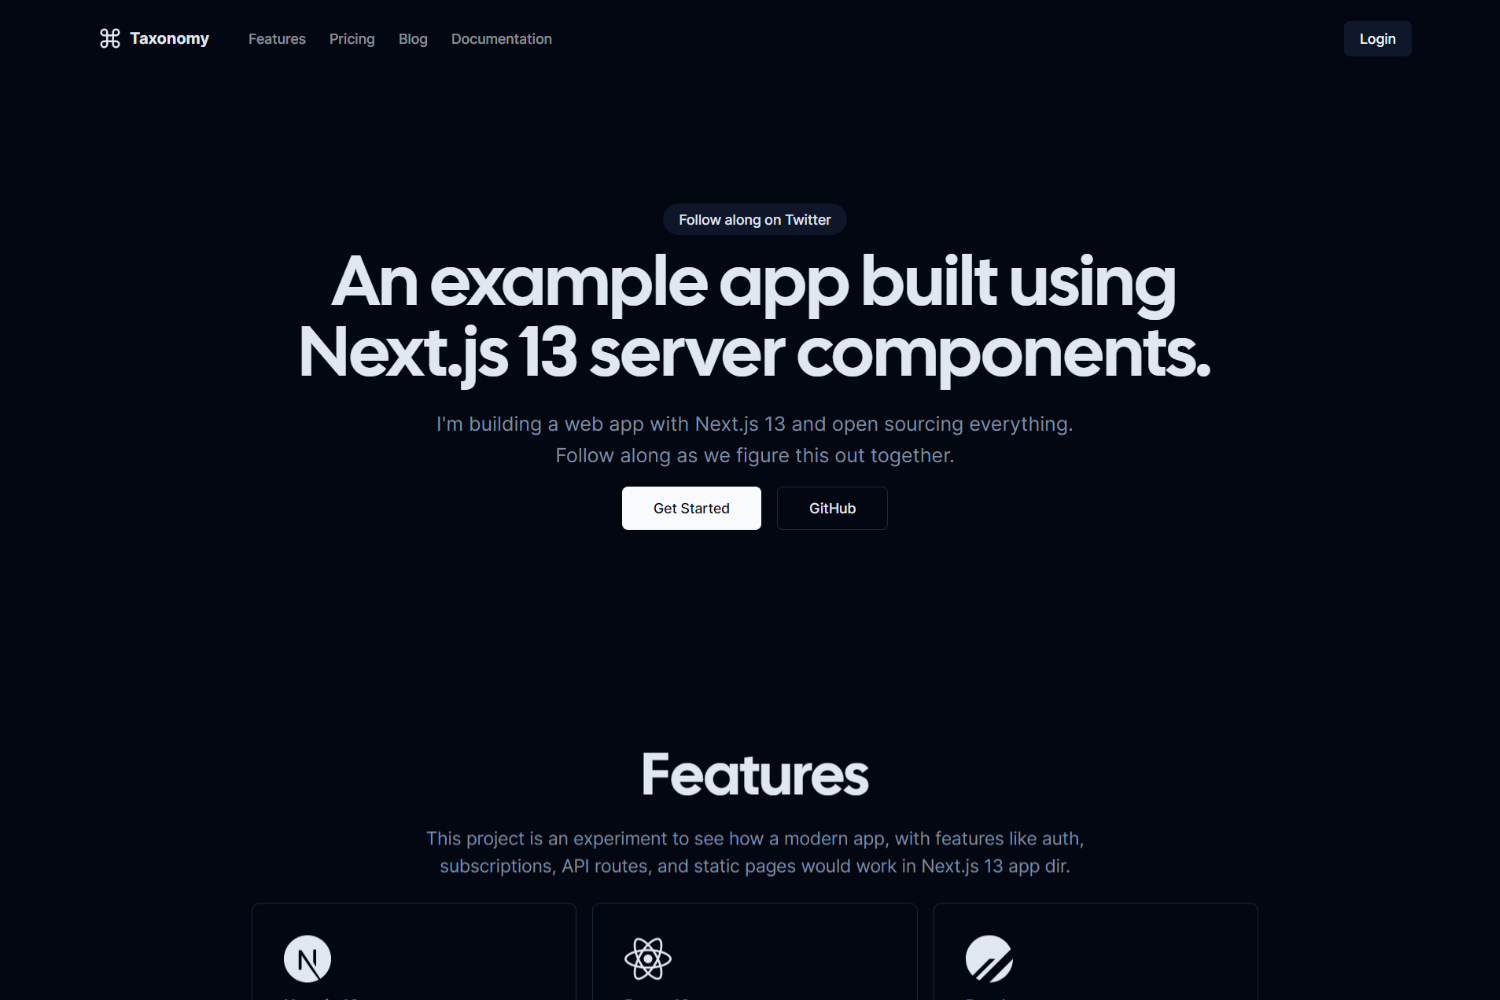 Taxonomy
Features
Pricing
Blog
Documentation
Login
Follow along on Twitter
An example app built using
Next.js 13 server components.
I'm building a web app with Next.js 13 and open sourcing everything.
Follow along as we figure this out together.
Get Started
GitHub
Features
This project is an experiment to see how a modern app, with features like auth,
subscriptions, API routes, and static pages would work in Next.js 13 app dir.